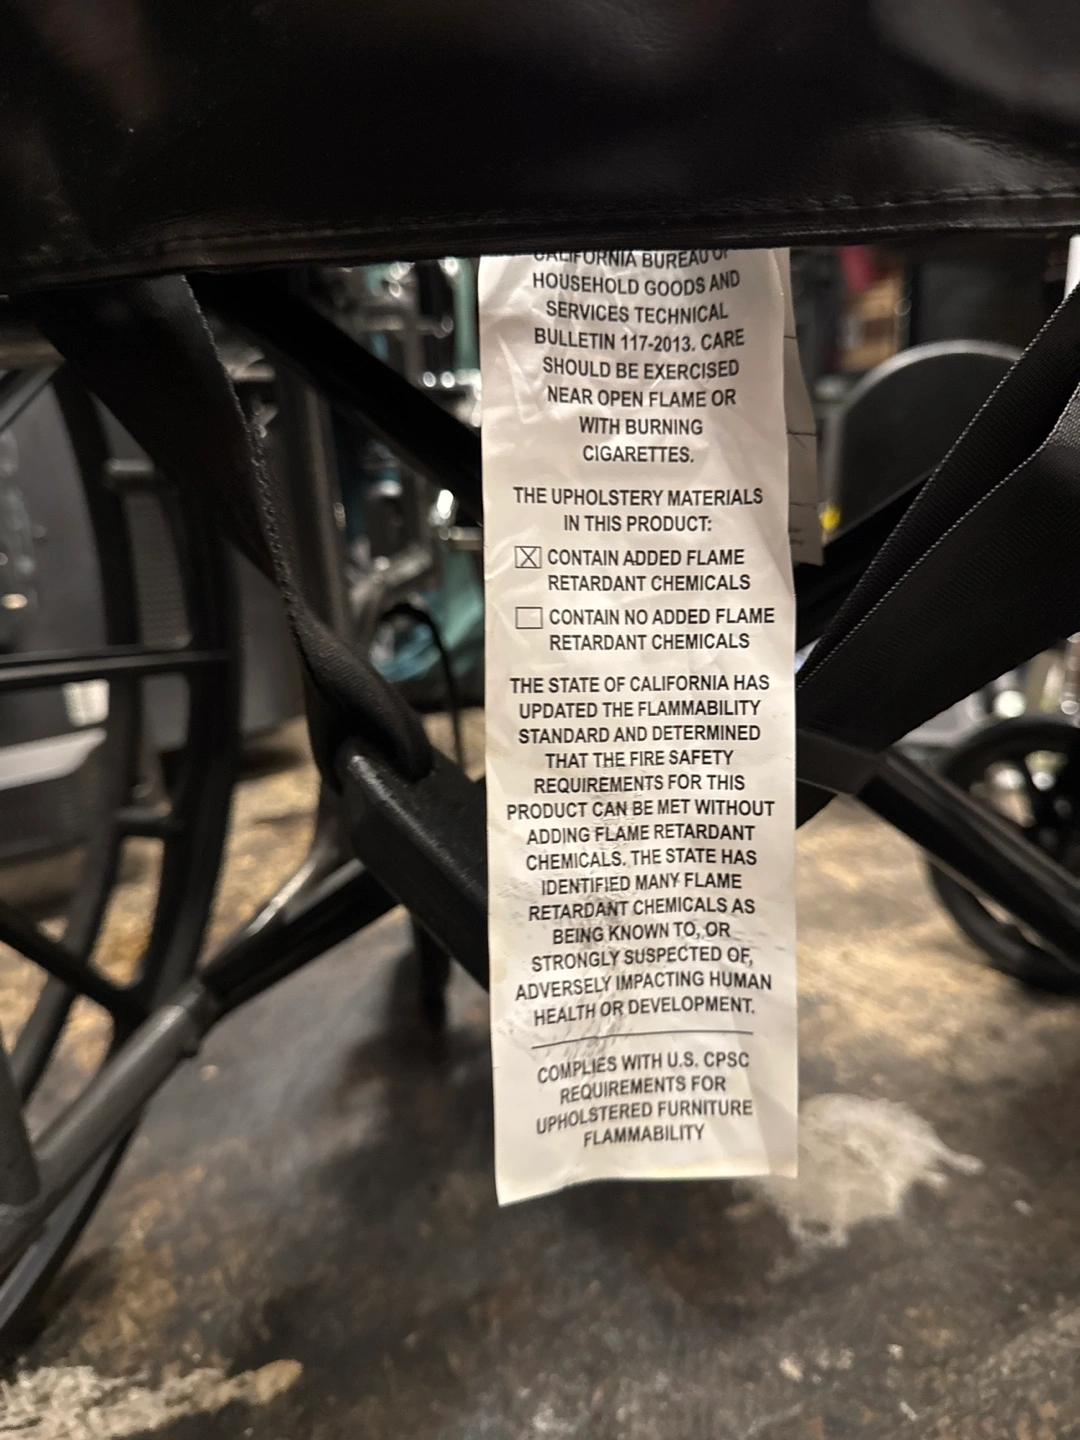 CALIFORNIA BUREAU OF
HOUSEHOLD GOODS AND
SERVICES TECHNICAL
BULLETIN 117-2013. CARE
SHOULD BE EXERCISED
NEAR OPEN FLAME OR
WITH BURNING
CIGARETTES.
THE UPHOLSTERY MATERIALS
IN THIS PRODUCT:
CONTAIN ADDED FLAME
RETARDANT CHEMICALS
CONTAIN NO ADDED FLAME
RETARDANT CHEMICALS
THE STATE OF CALIFORNIA HAS
UPDATED THE FLAMMABILITY
STANDARD AND DETERMINED
THAT THE FIRE SAFETY
REQUIREMENTS FOR THIS
PRODUCT CAN BE MET WITHOUT
ADDING FLAME RETARDANT
CHEMICALS. THE STATE HAS
IDENTIFIED MANY FLAME
RETARDANT CHEMICALS AS
BEING KNOWN TO, OR
STRONGLY SUSPECTED OF,
ADVERSELY IMPACTING HUMAN
HEALTH OR DEVELOPMENT.
COMPLIES WITH U.S. CPSC
REQUIREMENTS FOR
UPHOLSTERED FURNITURE
FLAMMABILITY